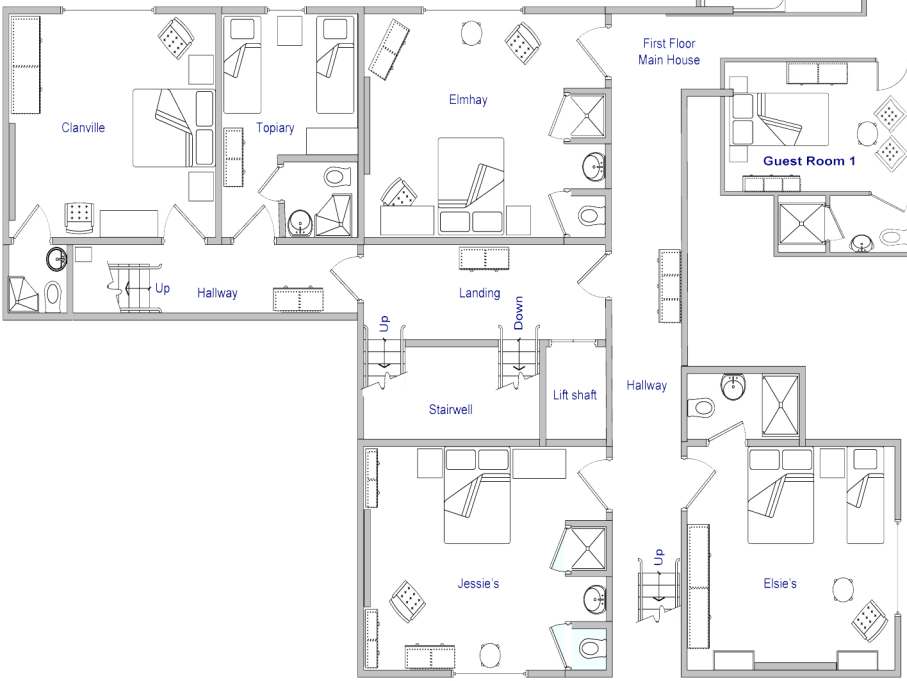 First Floor
Main House
Elmhay
Clanville
Topiary
Guest Room 1
Up
Hallway
Landing
Up
Down
Lift shaft
Hallway
Stairwell
Up
Jessie's
Elsie's